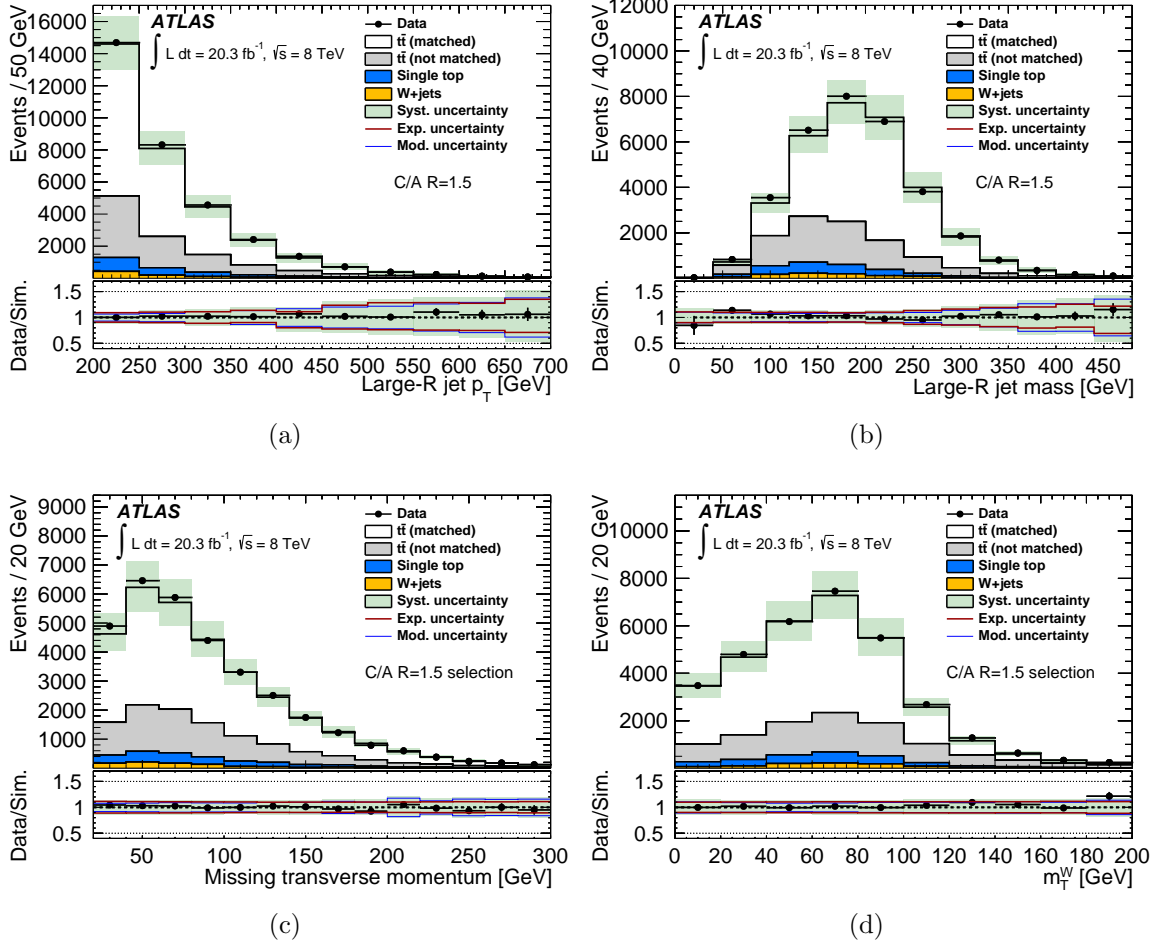 ATLAS
∫ L dt = 20.3 fb⁻¹, √s = 8 TeV
Data
tt̄ (matched)
tt̄ (not matched)
Single top
W+jets
Syst. uncertainty
Exp. uncertainty
Mod. uncertainty
C/A R=1.5
Events / 50 GeV
16000
14000
12000
10000
8000
6000
4000
2000
Data/Sim.
1.5
1
0.5
200 250 300 350 400 450 500 550 600 650 700
Large-R jet p_T [GeV]
(a)
ATLAS
∫ L dt = 20.3 fb⁻¹, √s = 8 TeV
Data
tt̄ (matched)
tt̄ (not matched)
Single top
W+jets
Syst. uncertainty
Exp. uncertainty
Mod. uncertainty
C/A R=1.5
Events / 40 GeV
12000
10000
8000
6000
4000
2000
Data/Sim.
1.5
1
0.5
0 50 100 150 200 250 300 350 400 450
Large-R jet mass [GeV]
(b)
ATLAS
∫ L dt = 20.3 fb⁻¹, √s = 8 TeV
Data
tt̄ (matched)
tt̄ (not matched)
Single top
W+jets
Syst. uncertainty
Exp. uncertainty
Mod. uncertainty
C/A R=1.5 selection
Events / 20 GeV
9000
8000
7000
6000
5000
4000
3000
2000
1000
Data/Sim.
1.5
1
0.5
50 100 150 200 250 300
Missing transverse momentum [GeV]
(c)
ATLAS
∫ L dt = 20.3 fb⁻¹, √s = 8 TeV
Data
tt̄ (matched)
tt̄ (not matched)
Single top
W+jets
Syst. uncertainty
Exp. uncertainty
Mod. uncertainty
C/A R=1.5 selection
Events / 20 GeV
10000
8000
6000
4000
2000
Data/Sim.
1.5
1
0.5
0 20 40 60 80 100 120 140 160 180 200
m_T^W [GeV]
(d)